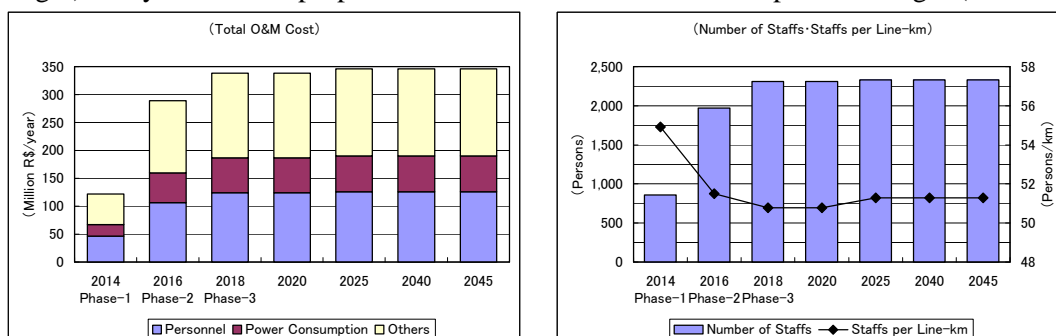 (Total O&M Cost)
350
300
250
200
150
100
50
0
(Million R$/year)
2014 2016 2018 2020 2025 2040 2045
Phase-1 Phase-2 Phase-3
Personnel Power Consumption Others
(Number of Staffs･Staffs per Line-km)
2,500
2,000
1,500
1,000
500
0
(Persons)
58
56
54
52
50
48
(Persons/km)
2014 2016 2018 2020 2025 2040 2045
Phase-1 Phase-2 Phase-3
Number of Staffs Staffs per Line-km